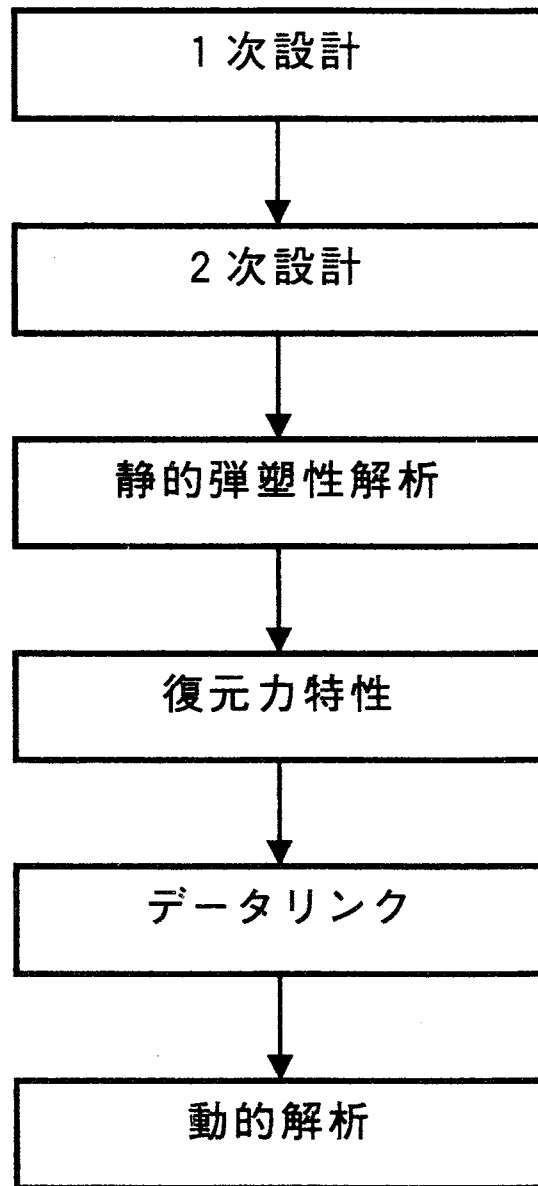 1次設計
2次設計
静的弾塑性解析
復元力特性
データリンク
動的解析